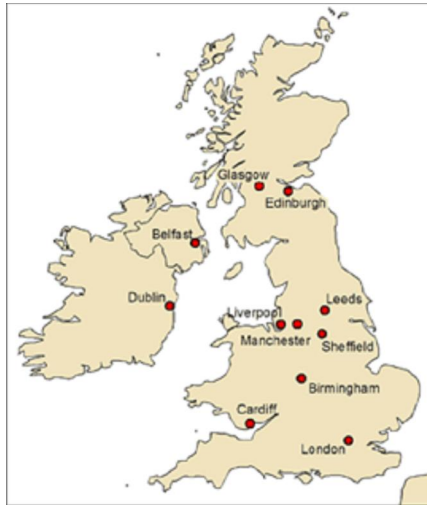 Glasgow
Edinburgh
Belfast
Dublin
Leeds
Liverpool
Manchester
Sheffield
Birmingham
Cardiff
London